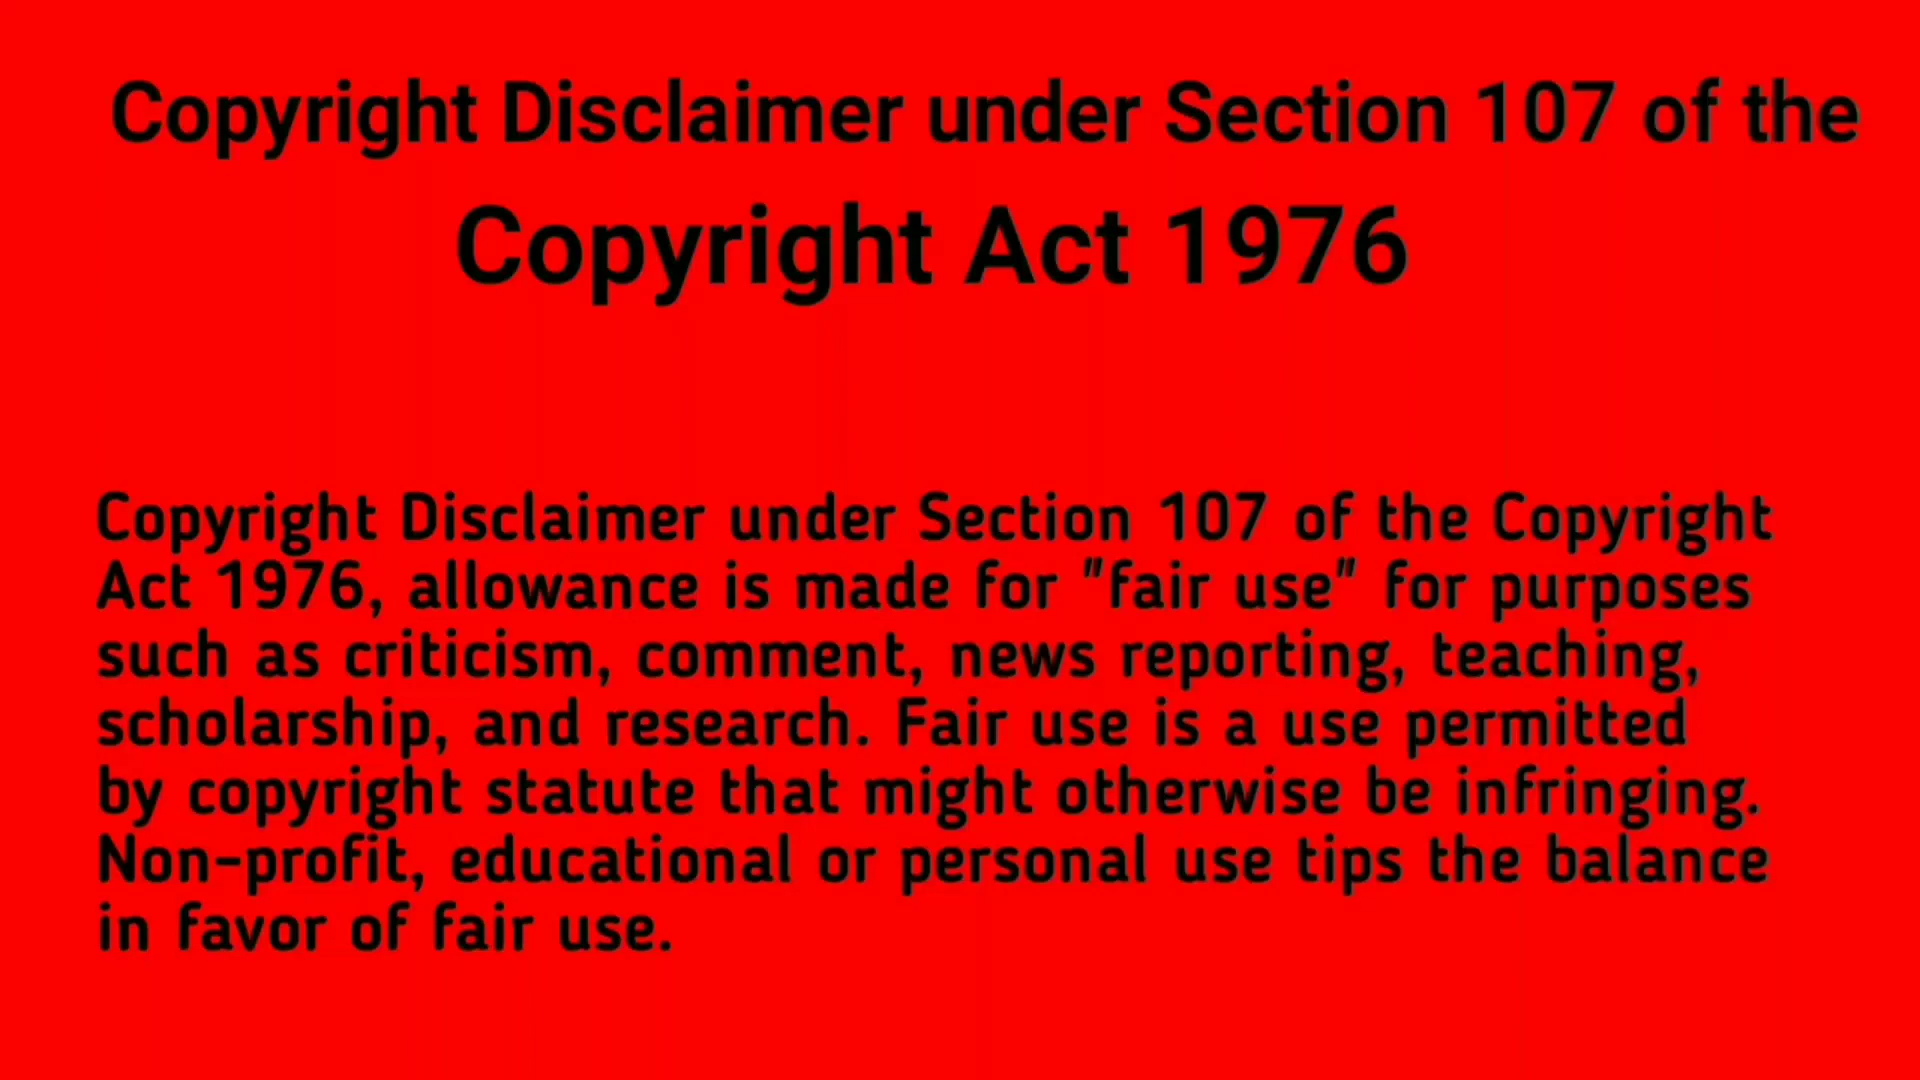 Copyright Disclaimer under Section 107 of the
Copyright Act 1976
Copyright Disclaimer under Section 107 of the Copyright
Act 1976, allowance is made for "fair use" for purposes
such as criticism, comment, news reporting, teaching,
scholarship, and research. Fair use is a use permitted
by copyright statute that might otherwise be infringing.
Non-profit, educational or personal use tips the balance
in favor of fair use.